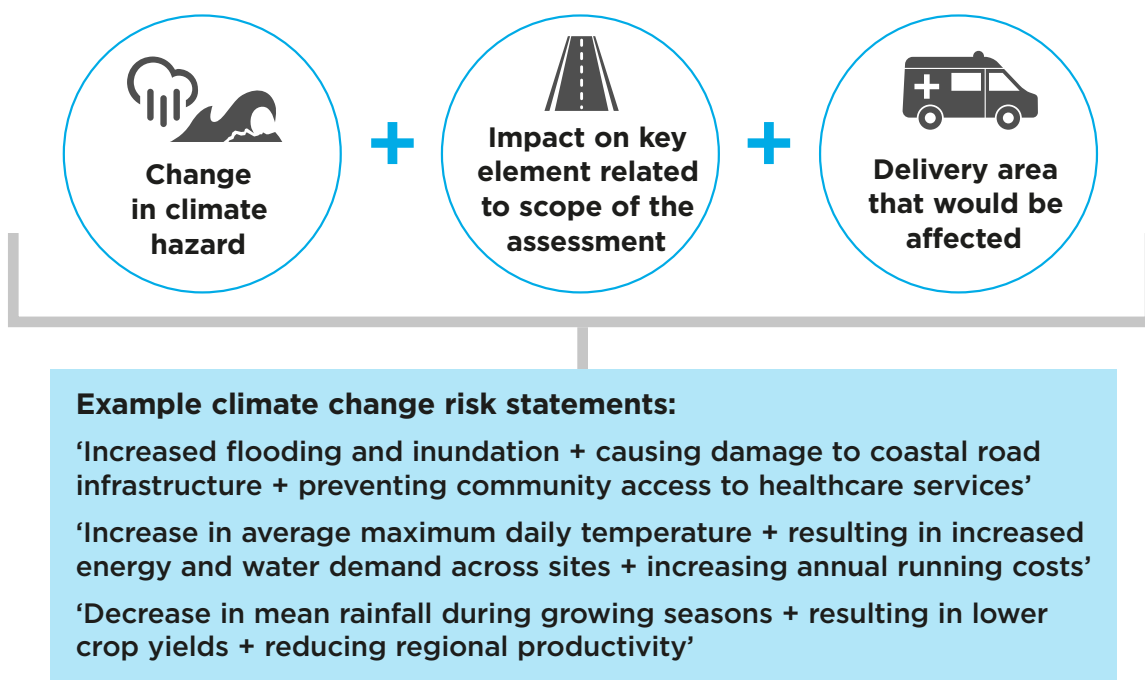 Change
in climate
hazard
+
Impact on key
element related
to scope of the
assessment
+
Delivery area
that would be
affected
Example climate change risk statements:
‘Increased flooding and inundation + causing damage to coastal road
infrastructure + preventing community access to healthcare services’
‘Increase in average maximum daily temperature + resulting in increased
energy and water demand across sites + increasing annual running costs’
‘Decrease in mean rainfall during growing seasons + resulting in lower
crop yields + reducing regional productivity’